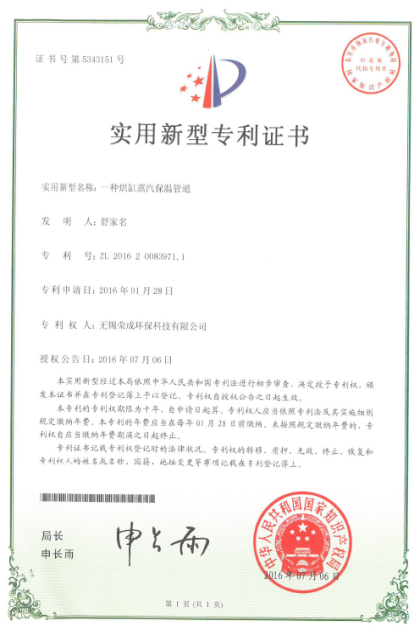 证书号第5343151号
实用新型专利证书
实用新型名称：一种烘缸蒸汽保温管道
发明人：舒家名
专利号：ZL 2016 2 0083971.1
专利申请日：2016年01月28日
专利权人：无锡荣成环保科技有限公司
授权公告日：2016年07月06日
本实用新型经过本局依照中华人民共和国专利法进行初步审查，决定授予专利权，颁
发本证书并在专利登记簿上予以登记。专利权自授权公告之日起生效。
本专利的专利权期限为十年，自申请日起算。专利权人应当依照专利法及其实施细则
规定缴纳年费。本专利的年费应当在每年01月28日前缴纳。未按照规定缴纳年费的，专
利权自应当缴纳年费期满之日起终止。
专利证书记载专利权登记时的法律状况。专利权的转移、质押、无效、终止、恢复和
专利权人的姓名或名称、国籍、地址变更等事项记载在专利登记簿上。
局长
申长雨
申长雨
中华人民共和国国家知识产权局
2016年07月06日
第1页（共1页）